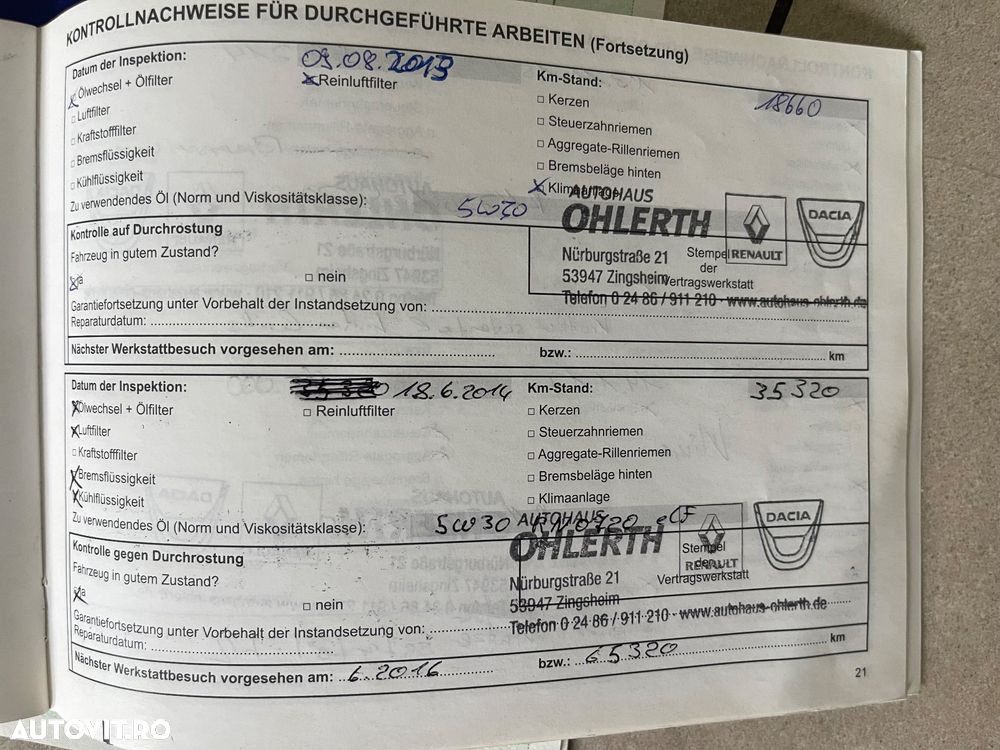 KONTROLLNACHWEISE FÜR DURCHGEFÜHRTE ARBEITEN (Fortsetzung)
Datum der Inspektion: 09.08.2013 Km-Stand: 18660
Ölwechsel + Ölfilter Reinluftfilter Kerzen
Luftfilter Steuerzahnriemen
Kraftstofffilter Aggregate-Rillenriemen
Bremsflüssigkeit Bremsbeläge hinten
Kühlflüssigkeit
Zu verwendendes Öl (Norm und Viskositätsklasse): 5W30
AUTOHAUS
OHLERTH
RENAULT
DACIA
Nürburgstraße 21
53947 Zingsheim
Telefon 0 24 86 / 911 210 · www.autohaus-ohlerth.de
Stempel
der
Vertragswerkstatt
Kontrolle auf Durchrostung
Fahrzeug in gutem Zustand?
ja nein
Garantiefortsetzung unter Vorbehalt der Instandsetzung von:
Reparaturdatum:
Nächster Werkstattbesuch vorgesehen am: bzw.: km
Datum der Inspektion: 18.6.2014 Km-Stand: 35320
Ölwechsel + Ölfilter Reinluftfilter Kerzen
Luftfilter Steuerzahnriemen
Kraftstofffilter Aggregate-Rillenriemen
Bremsflüssigkeit Bremsbeläge hinten
Kühlflüssigkeit Klimaanlage
Zu verwendendes Öl (Norm und Viskositätsklasse): 5W30 RN0720
AUTOHAUS
OHLERTH
RENAULT
DACIA
Nürburgstraße 21
53947 Zingsheim
Telefon 0 24 86 / 911 210 · www.autohaus-ohlerth.de
Stempel
der
Vertragswerkstatt
Kontrolle gegen Durchrostung
Fahrzeug in gutem Zustand?
ja nein
Garantiefortsetzung unter Vorbehalt der Instandsetzung von:
Reparaturdatum:
Nächster Werkstattbesuch vorgesehen am: 6.2016 bzw.: 65320 km
21
AUTOVIT.RO